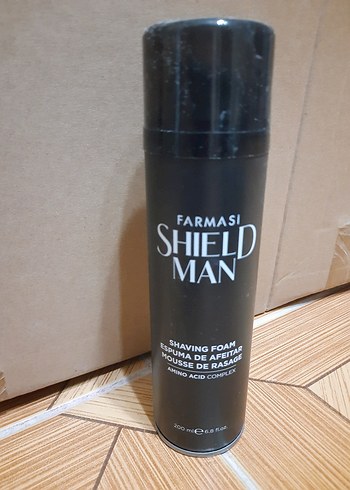 FARMASI
SHIELD
MAN
SHAVING FOAM
ESPUMA DE AFEITAR
MOUSSE DE RASAGE
AMINO ACID COMPLEX
200 ml ℮ 6.8 fl.oz.